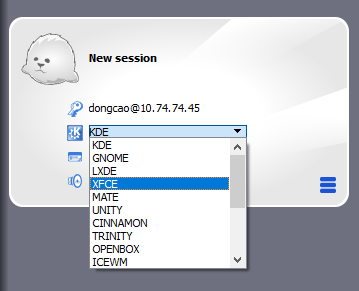 New session
dongcao@10.74.74.45
KDE
KDE
GNOME
LXDE
XFCE
MATE
UNITY
CINNAMON
TRINITY
OPENBOX
ICEWM